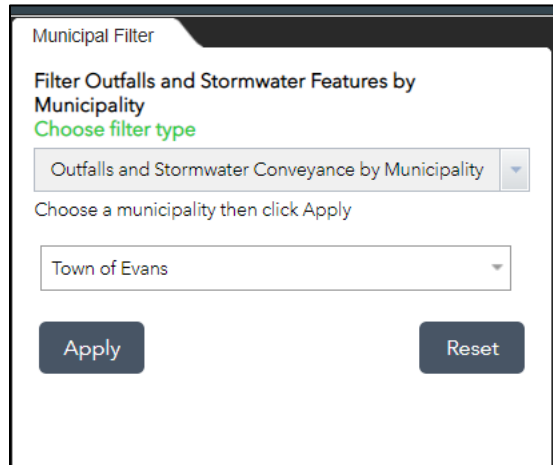 Municipal Filter
Filter Outfalls and Stormwater Features by
Municipality
Choose filter type
Outfalls and Stormwater Conveyance by Municipality
Choose a municipality then click Apply
Town of Evans
Apply Reset